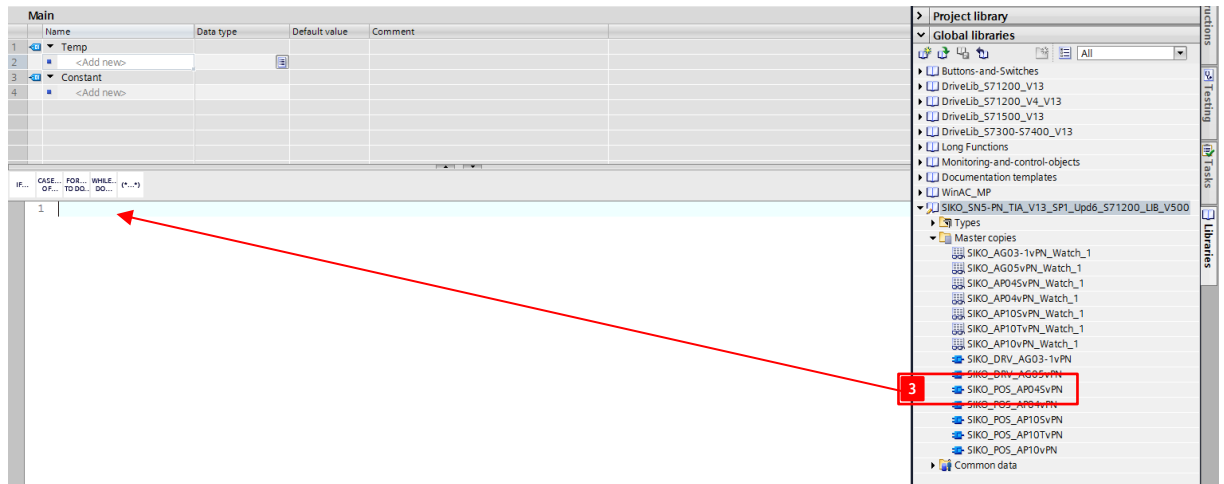 Main
Name Data type Default value Comment
1 Temp
2 <Add new>
3 Constant
4 <Add new>
IF... CASE... OF... FOR... TO DO... WHILE... DO... (*...*)
1
3
Project library
Global libraries
All
Buttons-and-Switches
DriveLib_S71200_V13
DriveLib_S71200_V4_V13
DriveLib_S71500_V13
DriveLib_S7300-S7400_V13
Long Functions
Monitoring-and-control-objects
Documentation templates
WinAC_MP
SIKO_SN5-PN_TIA_V13_SP1_Upd6_S71200_LIB_V500
Types
Master copies
SIKO_AG03-1vPN_Watch_1
SIKO_AG05vPN_Watch_1
SIKO_AP04SvPN_Watch_1
SIKO_AP04vPN_Watch_1
SIKO_AP10SvPN_Watch_1
SIKO_AP10TvPN_Watch_1
SIKO_AP10vPN_Watch_1
SIKO_DRV_AG03-1vPN
SIKO_DRV_AG05vPN
SIKO_POS_AP04SvPN
SIKO_POS_AP04vPN
SIKO_POS_AP10SvPN
SIKO_POS_AP10TvPN
SIKO_POS_AP10vPN
Common data
Testing
Tasks
Libraries